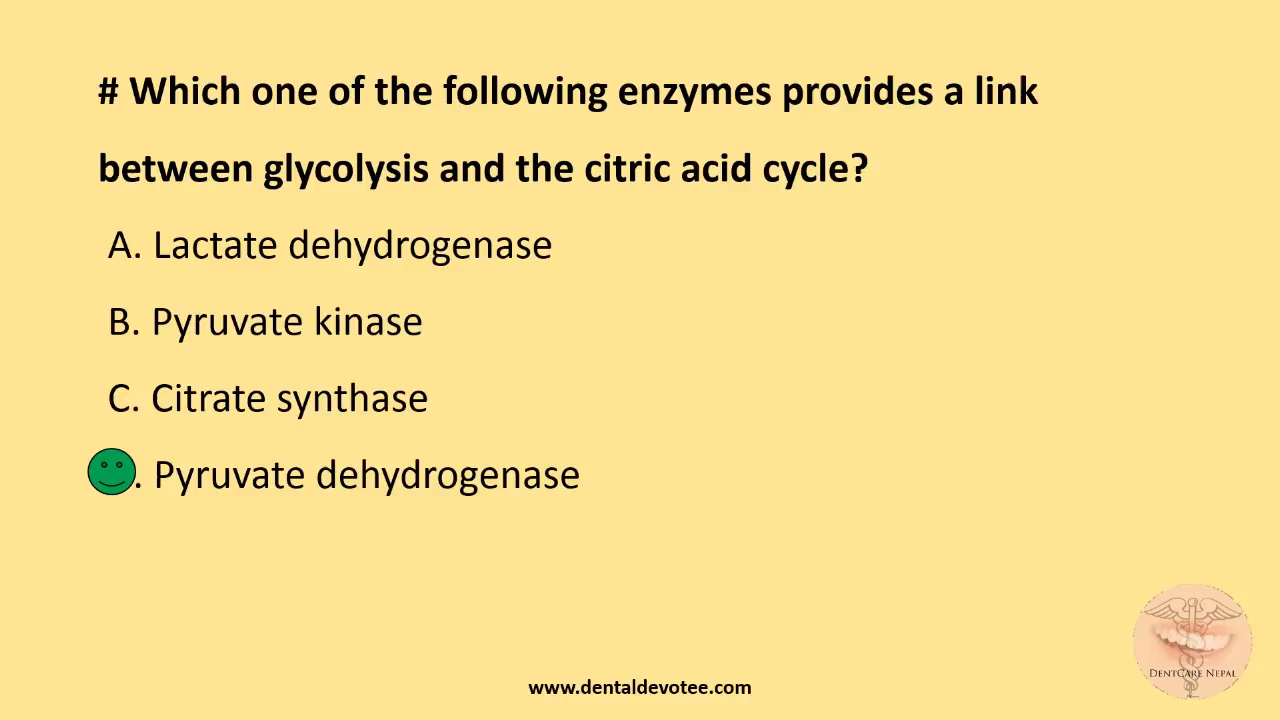 # Which one of the following enzymes provides a link
between glycolysis and the citric acid cycle?
A. Lactate dehydrogenase
B. Pyruvate kinase
C. Citrate synthase
. Pyruvate dehydrogenase
DENTCARE NEPAL
www.dentaldevotee.com